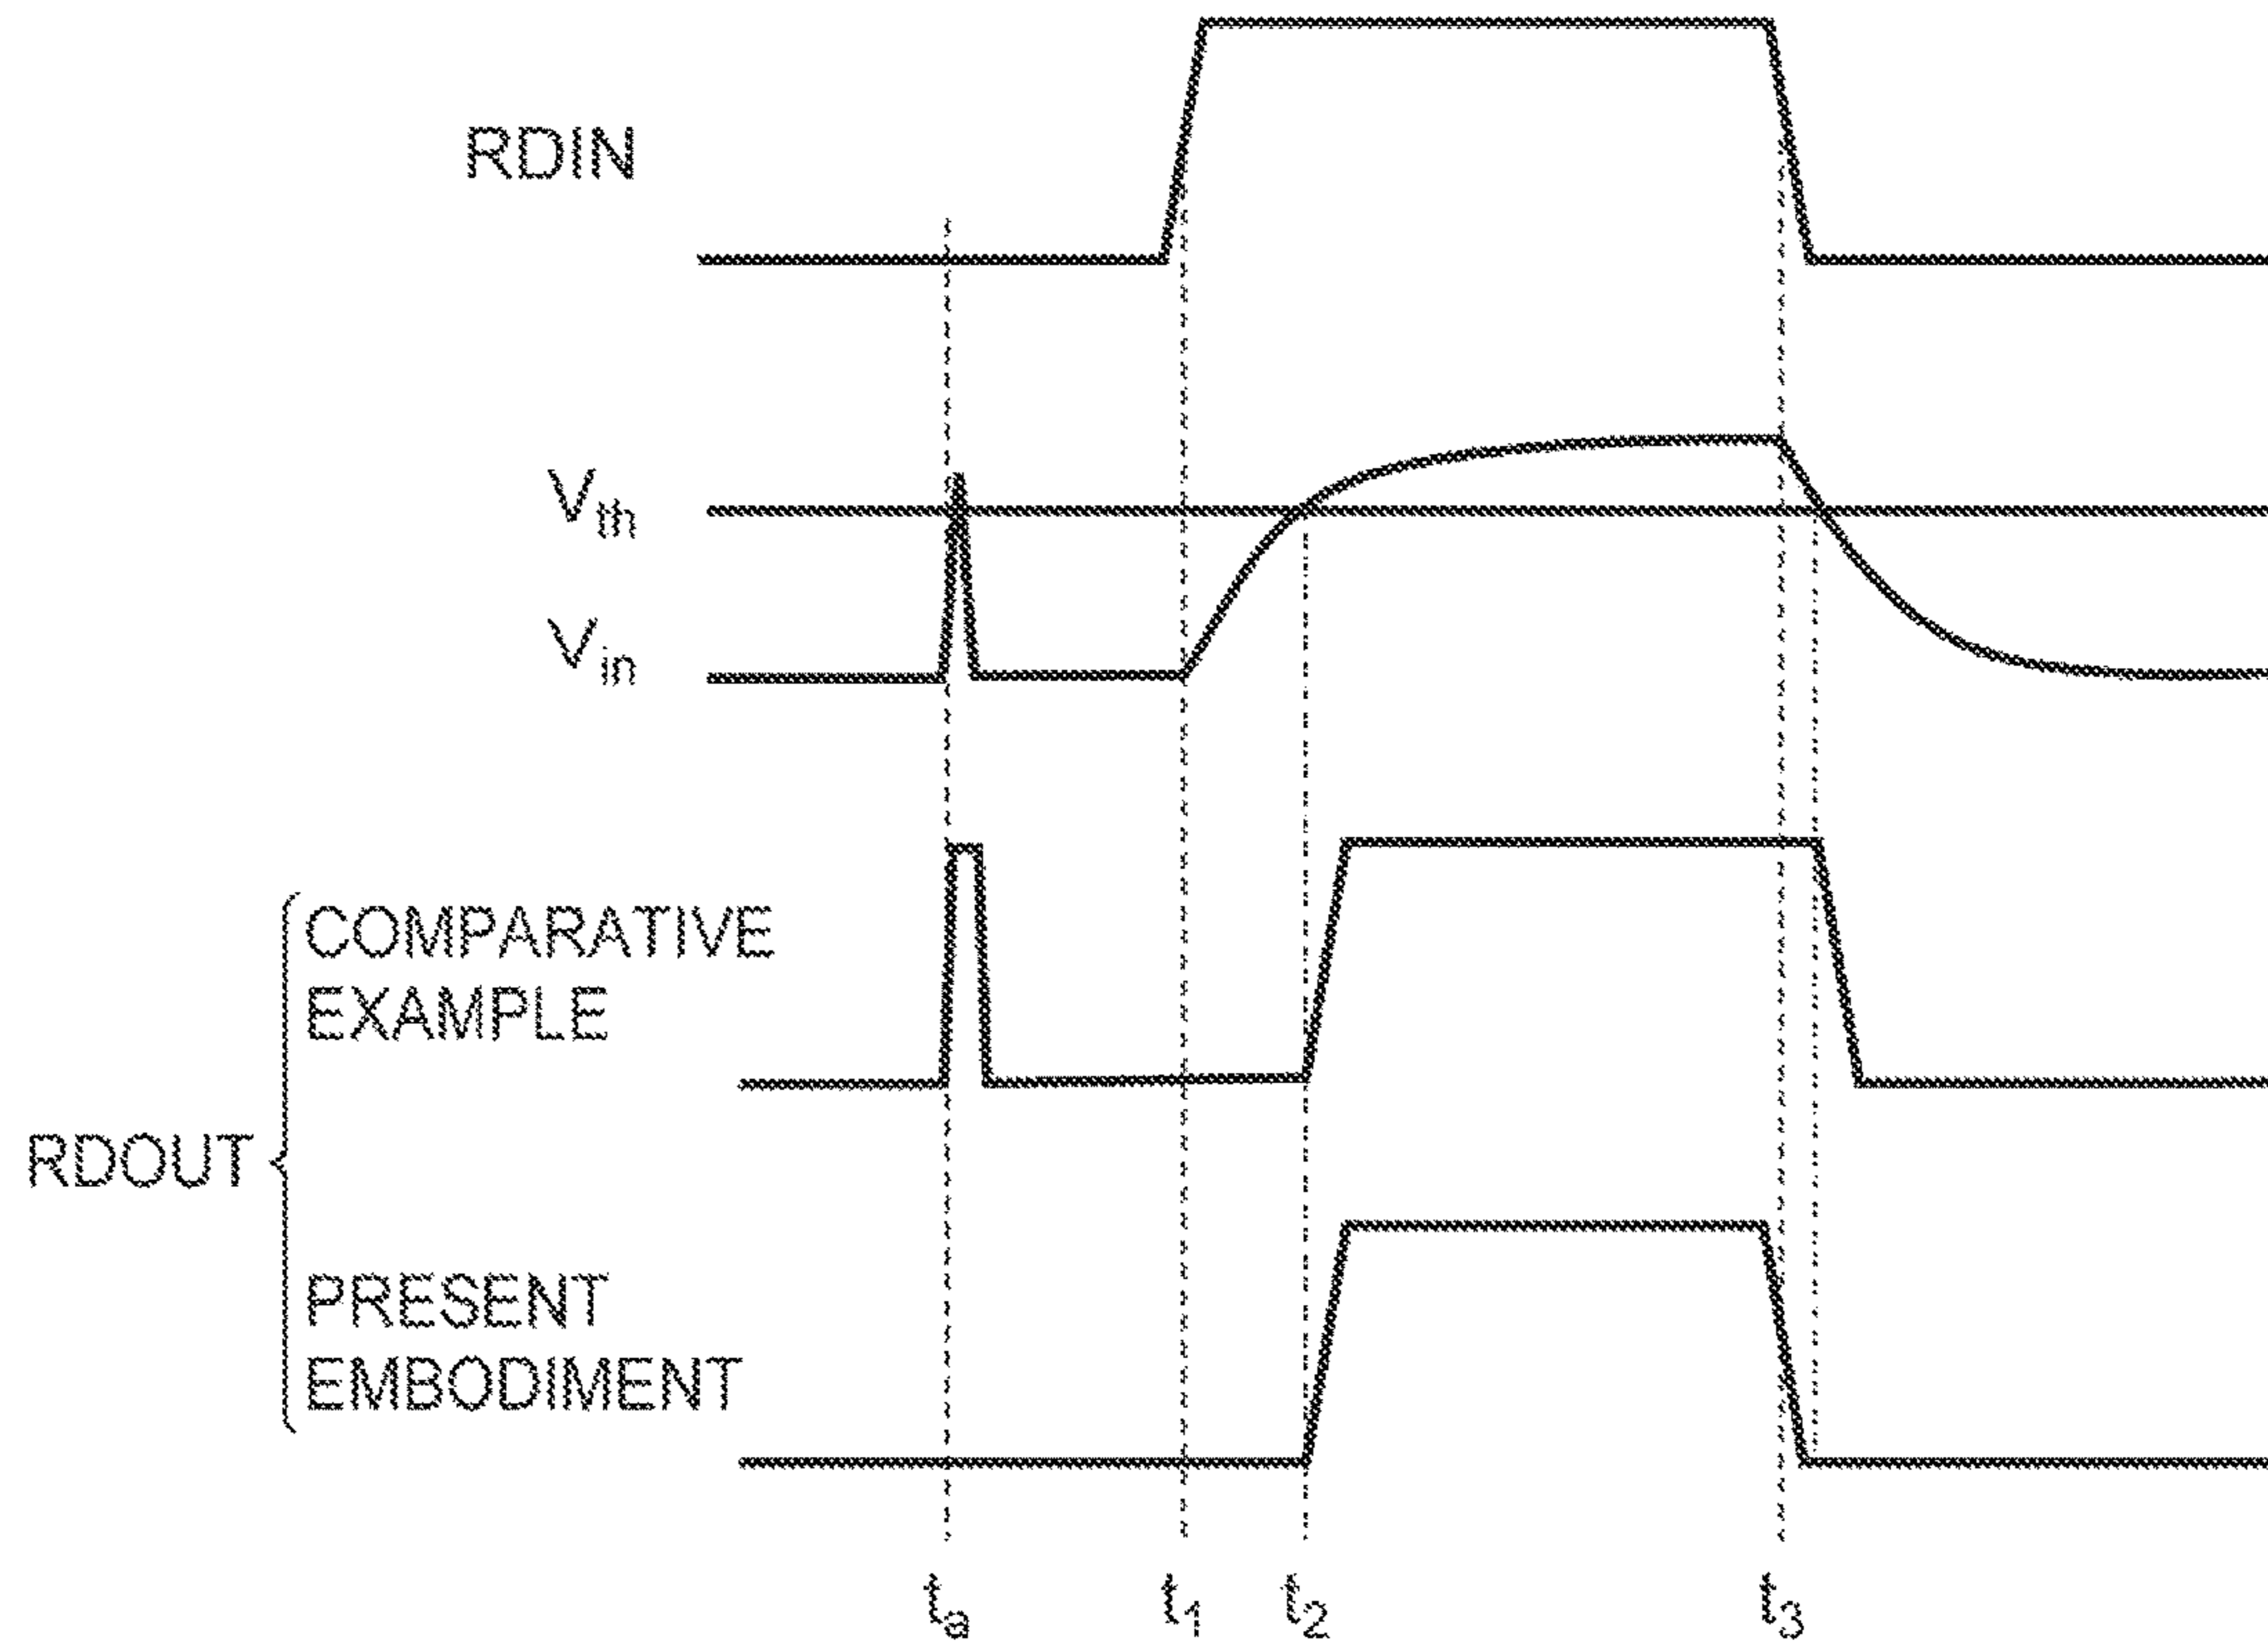 RDIN
Vth
Vin
COMPARATIVE
EXAMPLE
RDOUT
PRESENT
EMBODIMENT
ta t1 t2 t3